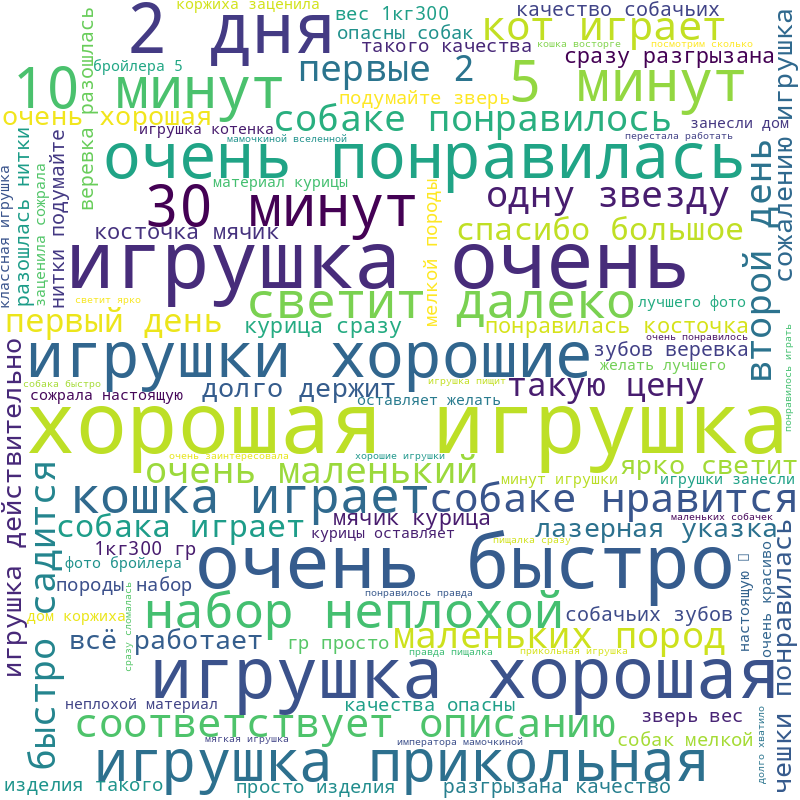 коржиха заценила
2 дня
вес 1кг300
опасны собак
качество собачьих
кот играет
такого качества
кошка восторге
посмотрим сколько
сразу разгрызана
бройлера 5
первые 2
10 минут
5 минут
подумайте зверь
очень хорошая
игрушка котенка
собаке понравилось
занесли дом
мамочкиной вселенной
перестала работать
веревка разошлась
второй день
сожалению игрушка
очень понравилась
классная игрушка
разошлась нитки
заценила сожрала
нитки подумайте
материал курицы
30 минут
мелкой породы
одну звезду
косточка мячик
спасибо большое
игрушка очень
светит ярко
светит далеко
лучшего фото
первый день
курица сразу
понравилась косточка
очень понравилось
понравилось играть
игрушки хорошие
зубов веревка
желать лучшего
собака быстро
игрушка пищит
сожрала настоящую
долго держит
оставляет желать
такую цену
хорошая игрушка
очень заинтересовала
хорошие игрушки
очень маленький
ярко светит
минут игрушки
игрушки занесли
игрушка действительно
быстро садится
кошка играет
собаке нравится
собака играет
мячик курица
маленьких собачек
курицы оставляет
лазерная указка
пищалка сразу
1кг300 гр
фото бройлера
очень быстро
настоящую
очень красиво
чешки понравилась
породы набор
понравилось правда
сразу сломалась
дом коржиха
набор неплохой
собачьих зубов
всё работает
гр просто
маленьких пород
правда пищалка
прикольная игрушка
игрушка хорошая
неплохой материал
качества опасны
соответствует описанию
зверь вес
долго хватило
мягкая игрушка
императора мамочкиной
собак мелкой
игрушка прикольная
изделия такого
просто изделия
разгрызана качество